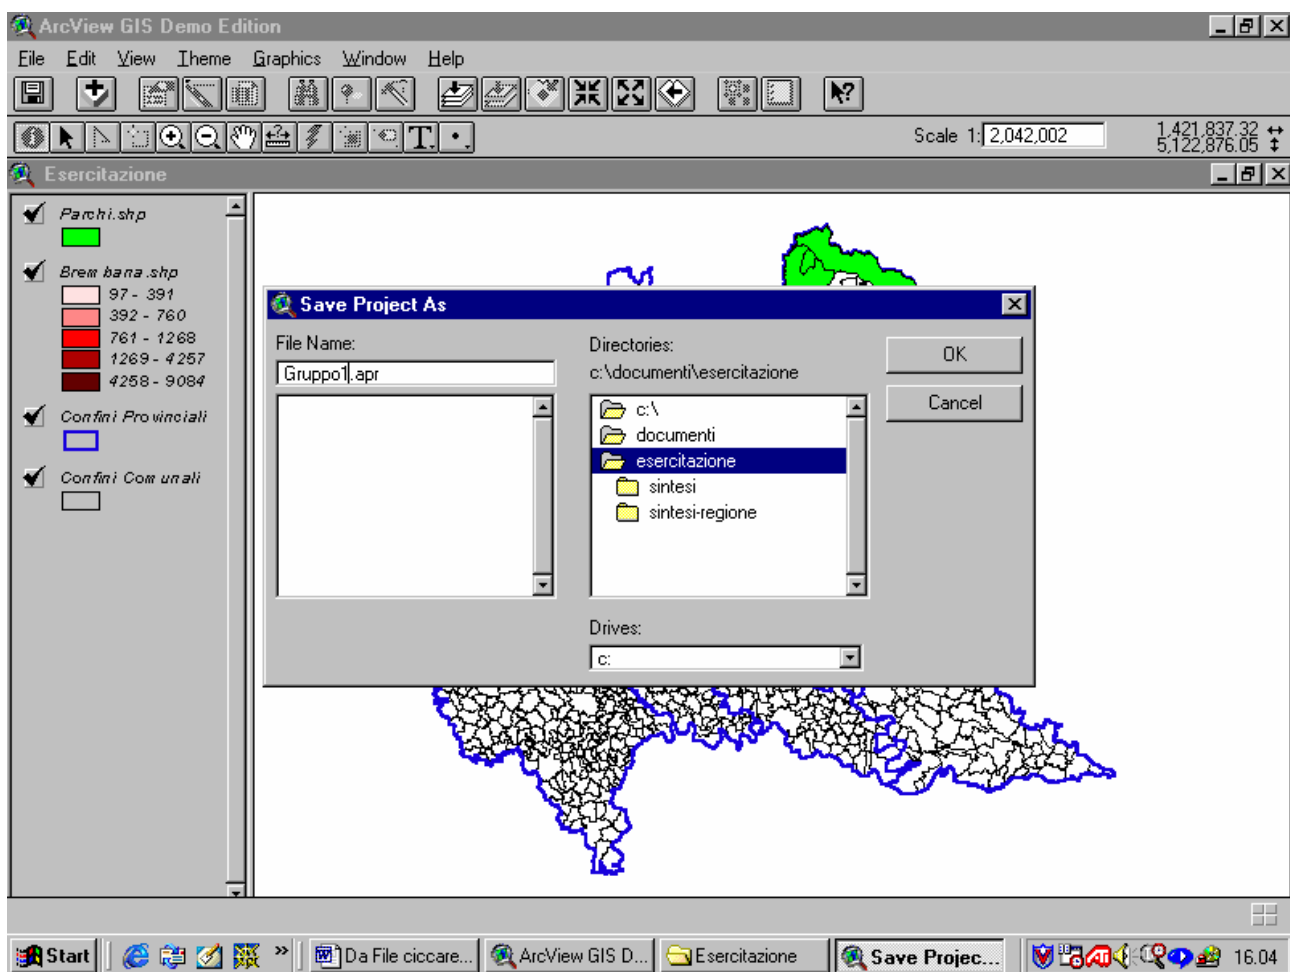 ArcView GIS Demo Edition
File Edit View Theme Graphics Window Help
Scale 1: 2,042,002
1,421,837.32
5,122,876.05
Esercitazione
Parchi.shp
Brembana.shp
97 - 391
392 - 760
761 - 1268
1269 - 4257
4258 - 9084
Confini Provinciali
Confini Comunali
Save Project As
File Name:
Gruppo1.apr
Directories:
c:\documenti\esercitazione
c:\
documenti
esercitazione
sintesi
sintesi-regione
Drives:
c:
OK
Cancel
Start
»
Da File ciccare...
ArcView GIS D...
Esercitazione
Save Projec...
16.04